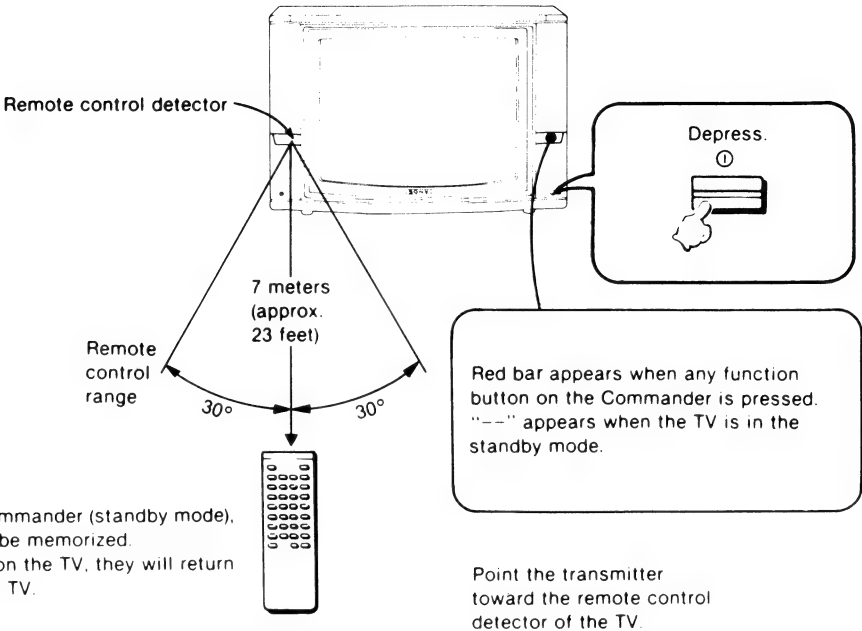 Remote control detector
Depress.
SONY
7 meters
(approx.
23 feet)
Remote
control
range
30°
30°
Red bar appears when any function
button on the Commander is pressed.
"--" appears when the TV is in the
standby mode.
mmander (standby mode),
be memorized.
on the TV, they will return
TV.
Point the transmitter
toward the remote control
detector of the TV.